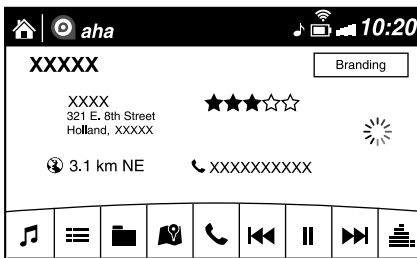 aha
10:20
XXXXX
Branding
XXXX
321 E. 8th Street
Holland, XXXXX
3.1 km NE
XXXXXXXXXX